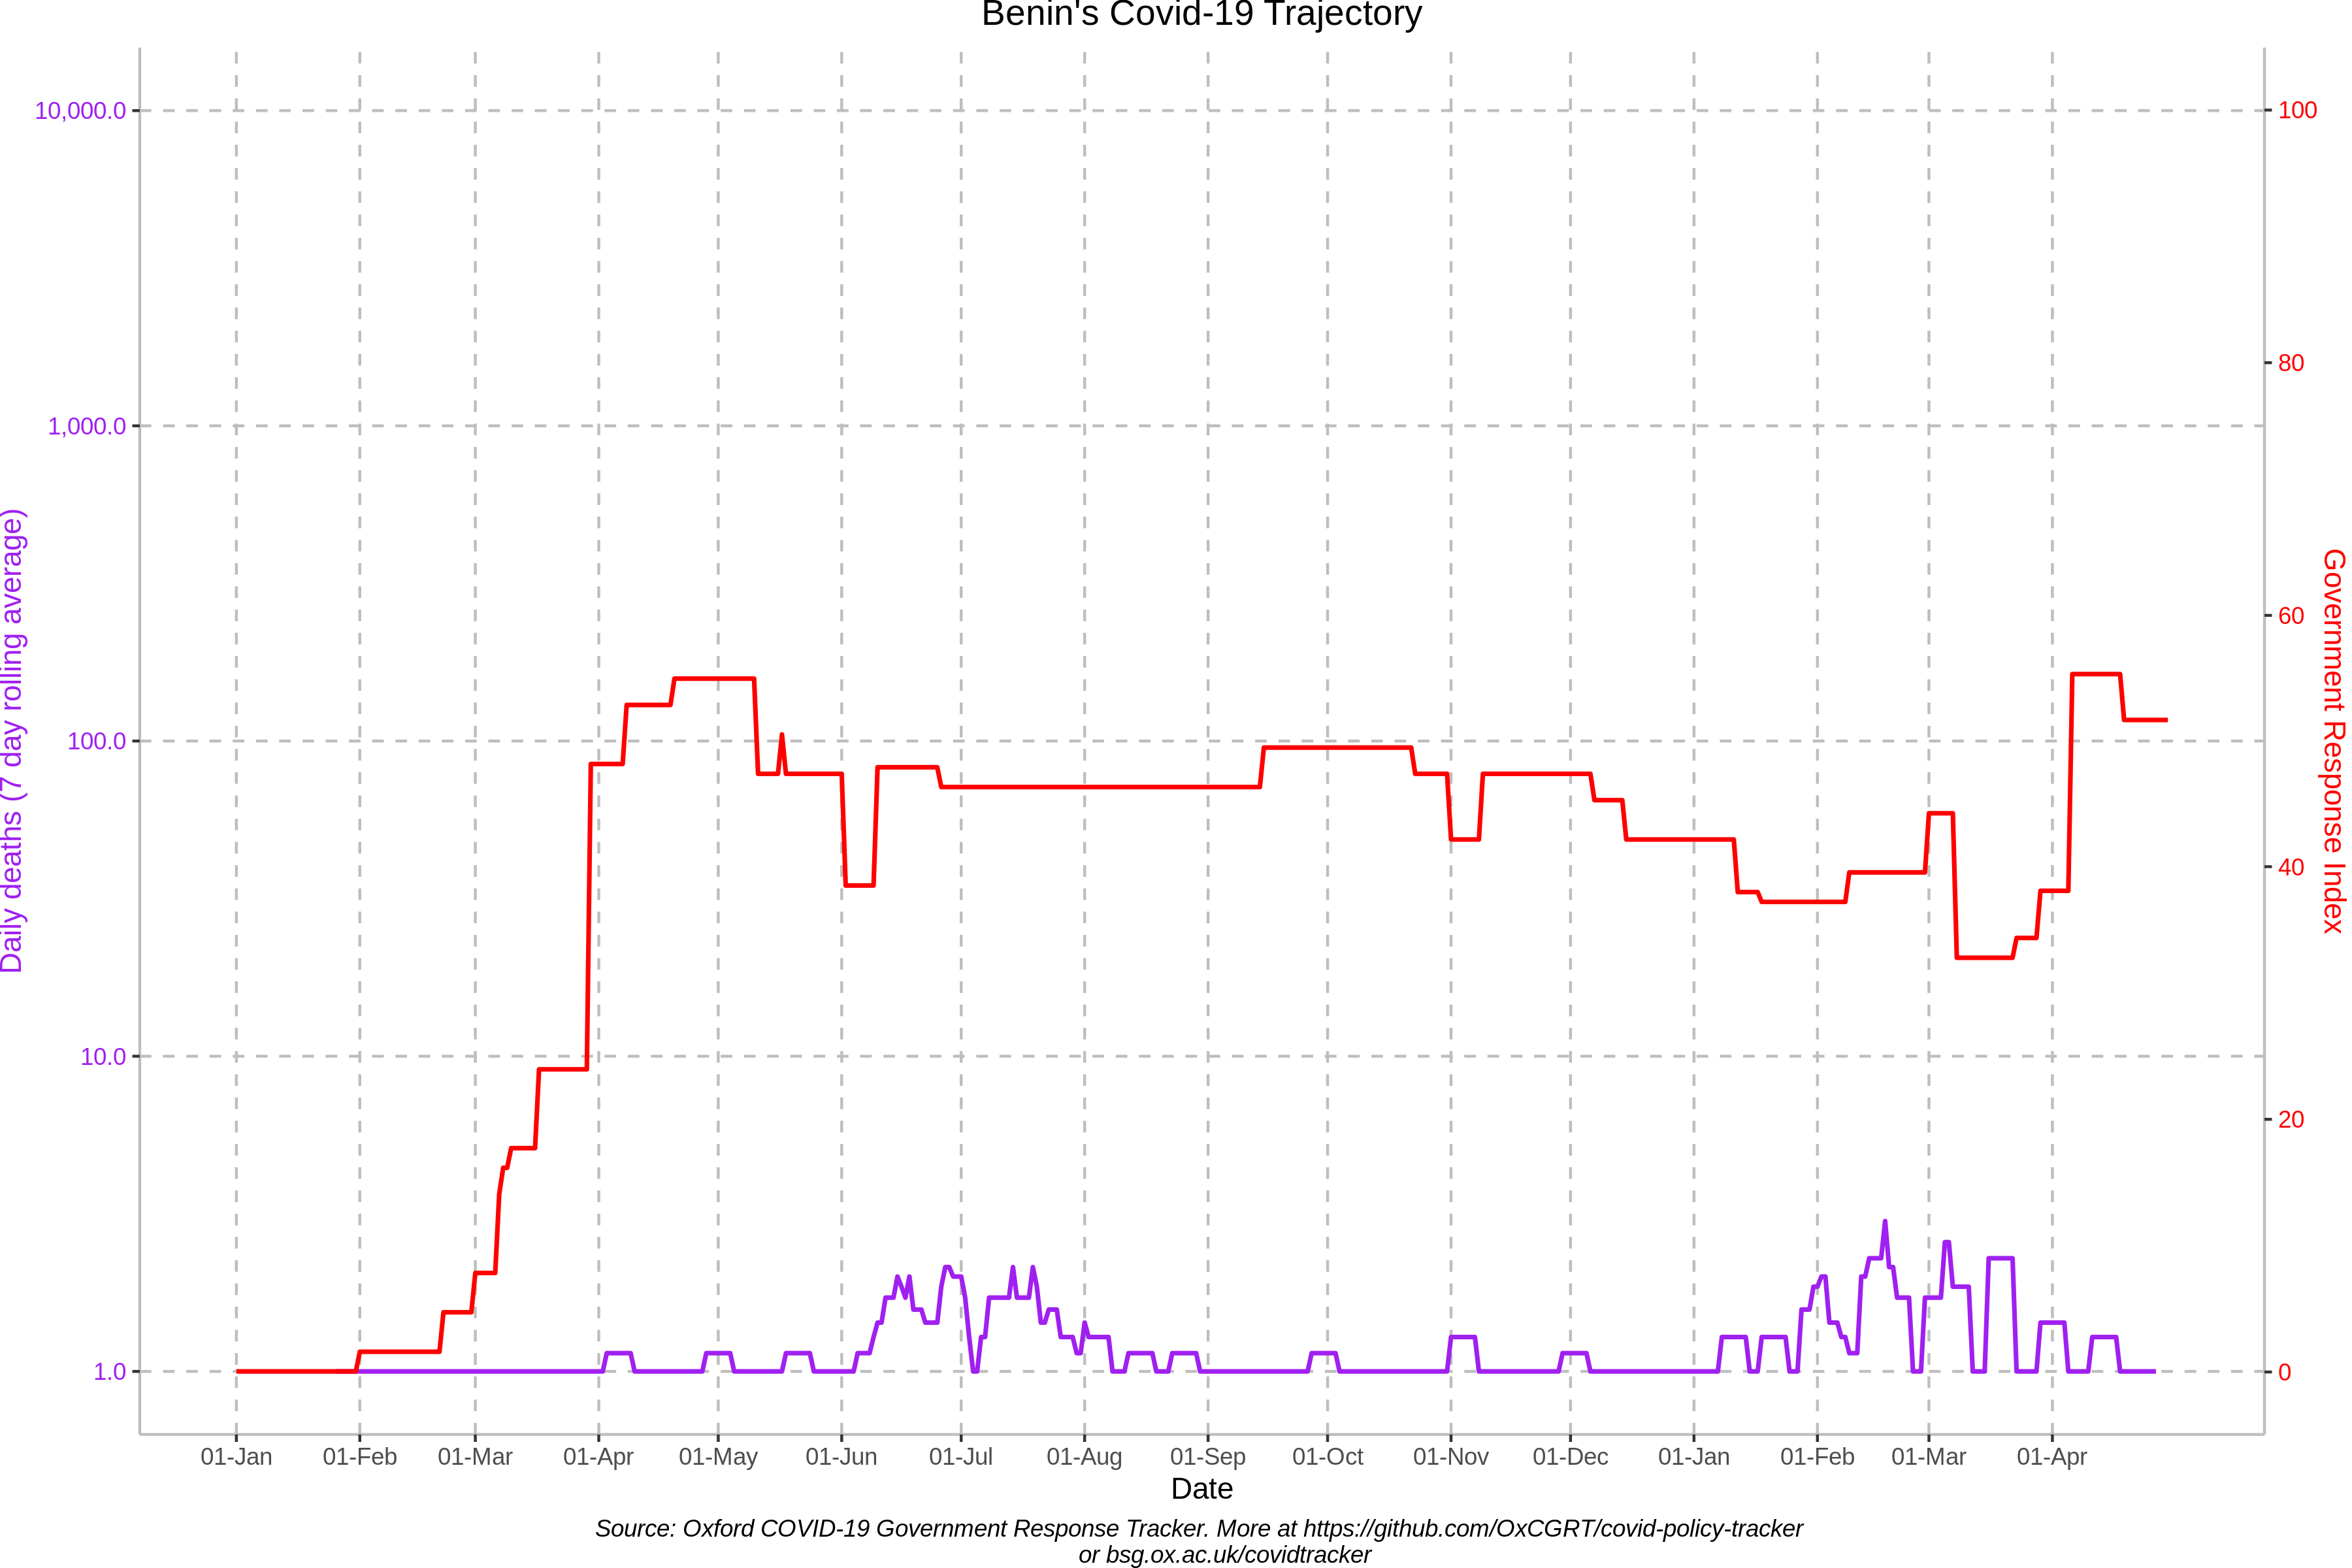 Benin's Covid-19 Trajectory
10,000.0
1,000.0
100.0
10.0
1.0
Daily deaths (7 day rolling average)
100
80
60
40
20
0
Government Response Index
01-Jan 01-Feb 01-Mar 01-Apr 01-May 01-Jun 01-Jul 01-Aug 01-Sep 01-Oct 01-Nov 01-Dec 01-Jan 01-Feb 01-Mar 01-Apr
Date
Source: Oxford COVID-19 Government Response Tracker. More at https://github.com/OxCGRT/covid-policy-tracker
or bsg.ox.ac.uk/covidtracker